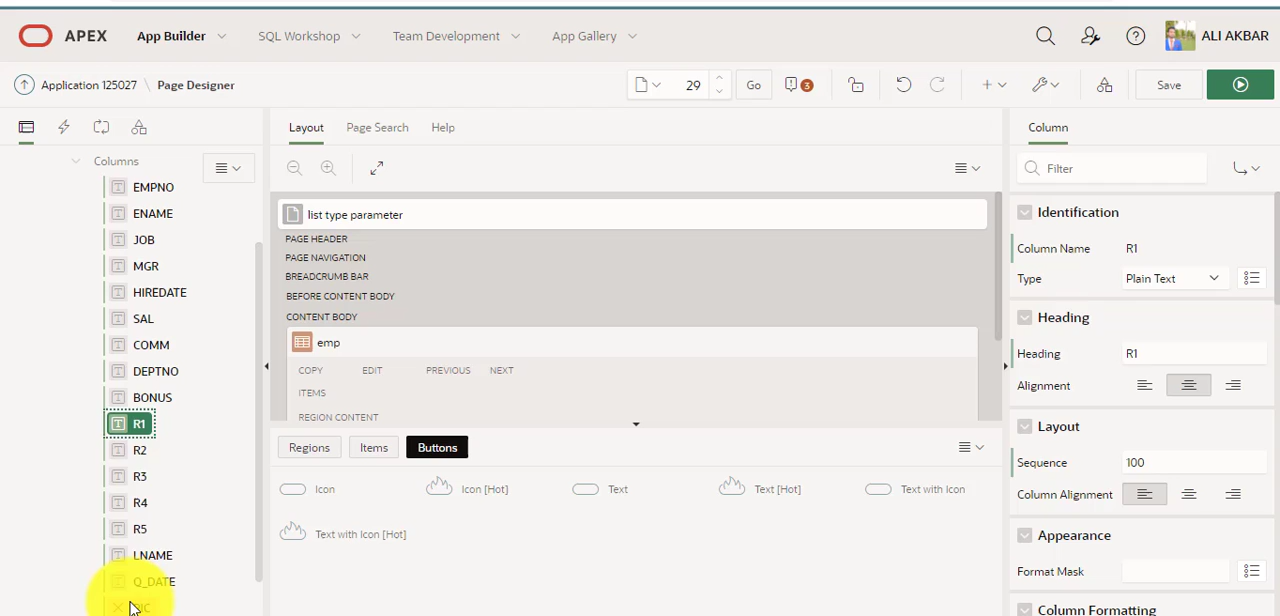 APEX App Builder SQL Workshop Team Development App Gallery ALI AKBAR
Application 125027 \ Page Designer 29 Go 3 Save
Layout Page Search Help Column
Columns
Filter
EMPNO
ENAME
JOB
MGR
HIREDATE
SAL
COMM
DEPTNO
BONUS
R1
R2
R3
R4
R5
LNAME
Q_DATE
list type parameter
PAGE HEADER
PAGE NAVIGATION
BREADCRUMB BAR
BEFORE CONTENT BODY
CONTENT BODY
emp
COPY EDIT PREVIOUS NEXT
ITEMS
REGION CONTENT
Regions Items Buttons
Icon Icon [Hot] Text Text [Hot] Text with Icon
Text with Icon [Hot]
Identification
Column Name R1
Type Plain Text
Heading
Heading R1
Alignment
Layout
Sequence 100
Column Alignment
Appearance
Format Mask
Column Formatting